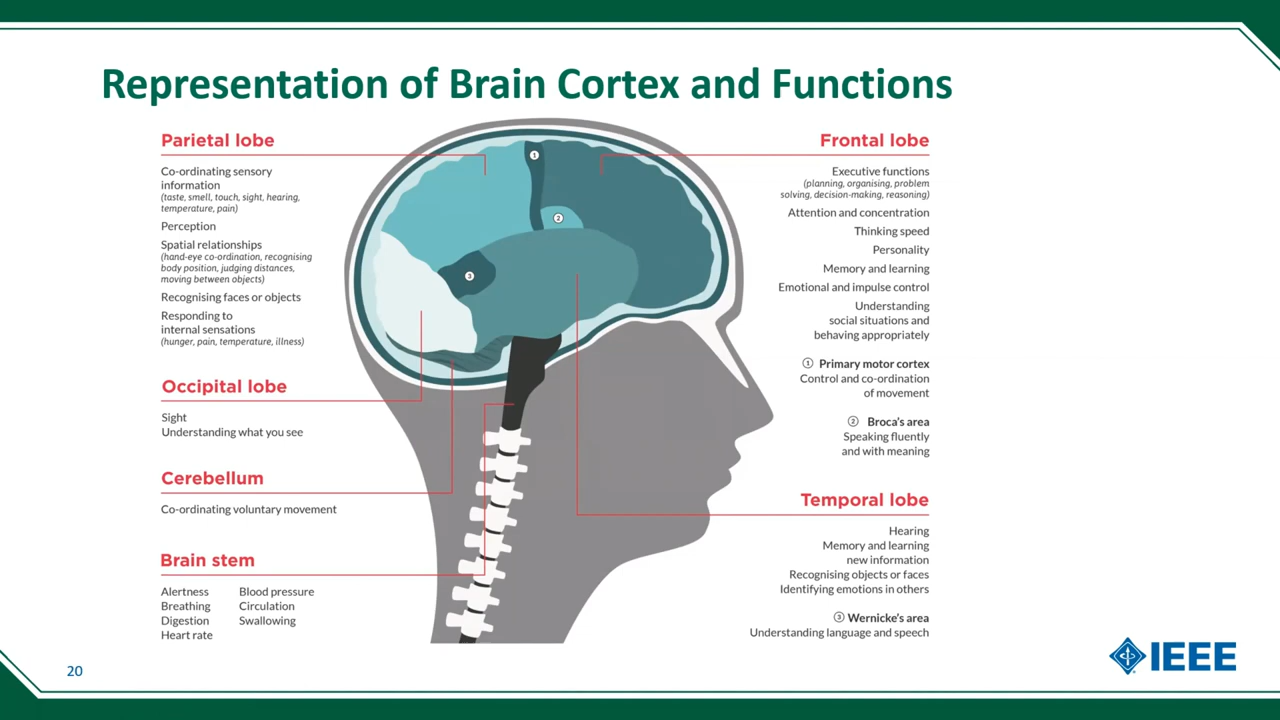 Representation of Brain Cortex and Functions
Parietal lobe
Co-ordinating sensory
information
(taste, smell, touch, sight, hearing,
temperature, pain)
Perception
Spatial relationships
(hand-eye co-ordination, recognising
body position, judging distances,
moving between objects)
Recognising faces or objects
Responding to
internal sensations
(hunger, pain, temperature, illness)
Occipital lobe
Sight
Understanding what you see
Cerebellum
Co-ordinating voluntary movement
Brain stem
Alertness
Breathing
Digestion
Heart rate
Blood pressure
Circulation
Swallowing
1
2
3
Frontal lobe
Executive functions
(planning, organising, problem
solving, decision-making, reasoning)
Attention and concentration
Thinking speed
Personality
Memory and learning
Emotional and impulse control
Understanding
social situations and
behaving appropriately
① Primary motor cortex
Control and co-ordination
of movement
② Broca's area
Speaking fluently
and with meaning
Temporal lobe
Hearing
Memory and learning
new information
Recognising objects or faces
Identifying emotions in others
③ Wernicke's area
Understanding language and speech
20
IEEE